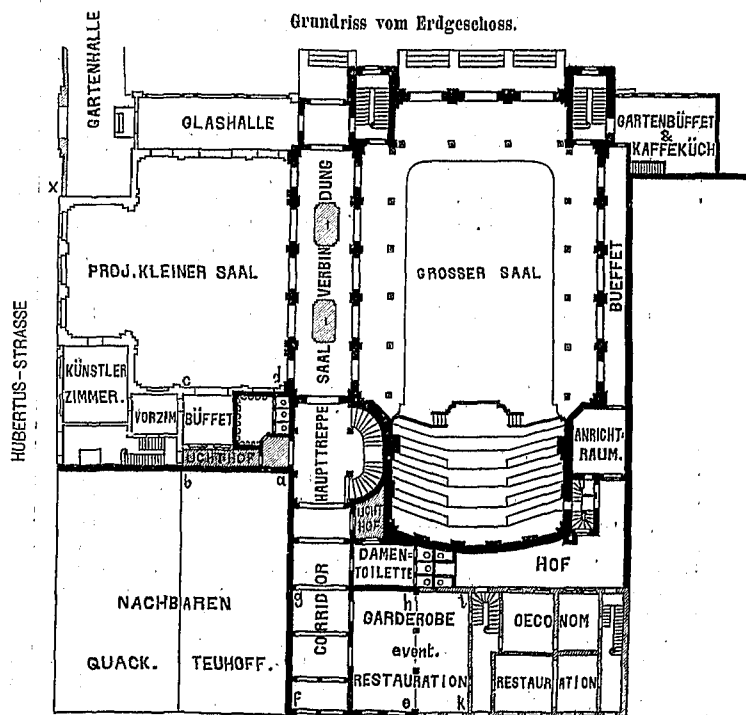 Grundriss vom Erdgeschoss.
GARTENHALLE
GLASHALLE
GARTENBÜFFET
&
KAFFEKÜCH
X
PROJ. KLEINER SAAL
SAAL VERBINDUNG
GROSSER SAAL
BUEFFET
HUBERTUS-STRASSE
KÜNSTLER
ZIMMER.
VORZIM
c
d
BÜFFET
LICHTHOF
b
a
HAUPTTREPPE
LICHT
HOF
ANRICHT-
RAUM.
DAMEN-
TOILETTE
HOF
NACHBAREN
QUACK.
TEUHOFF.
CORRIDOR
g
h
i
GARDEROBE
event.
RESTAURATION
f
e
k
OECONOM
RESTAURATION